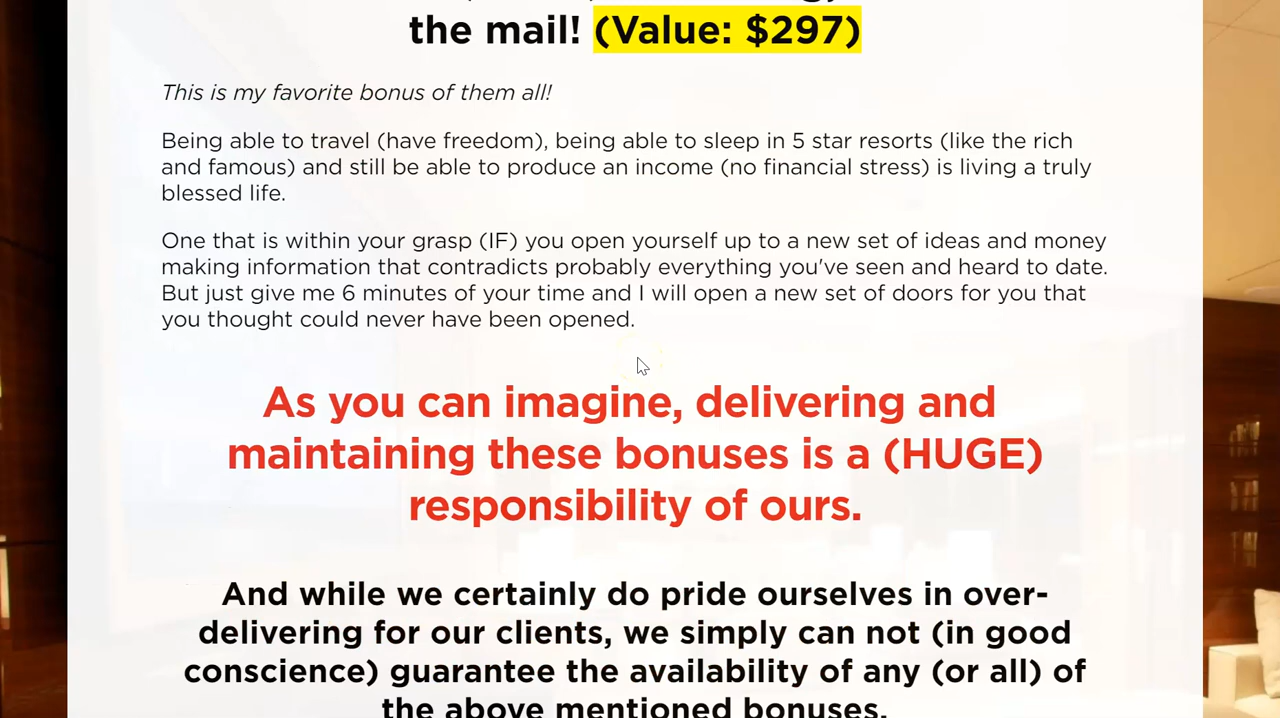 the mail! (Value: $297)
This is my favorite bonus of them all!
Being able to travel (have freedom), being able to sleep in 5 star resorts (like the rich
and famous) and still be able to produce an income (no financial stress) is living a truly
blessed life.
One that is within your grasp (IF) you open yourself up to a new set of ideas and money
making information that contradicts probably everything you've seen and heard to date.
But just give me 6 minutes of your time and I will open a new set of doors for you that
you thought could never have been opened.
As you can imagine, delivering and
maintaining these bonuses is a (HUGE)
responsibility of ours.
And while we certainly do pride ourselves in over-
delivering for our clients, we simply can not (in good
conscience) guarantee the availability of any (or all) of
the above mentioned bonuses.